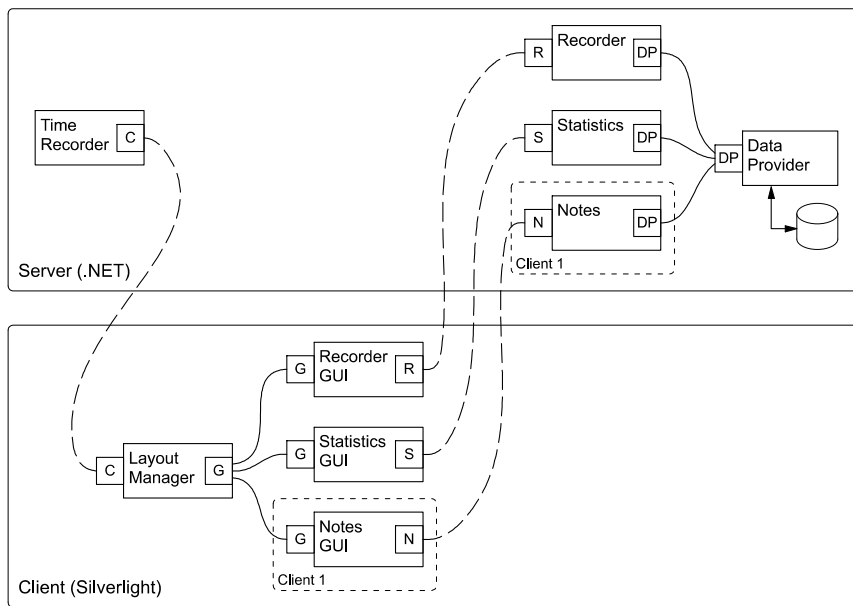 Recorder
R
DP
Time
Recorder
C
Statistics
S
DP
DP
Data
Provider
Notes
N
DP
Client 1
Server (.NET)
Recorder
GUI
G
R
Statistics
GUI
G
S
C
Layout
Manager
G
Notes
GUI
G
N
Client 1
Client (Silverlight)